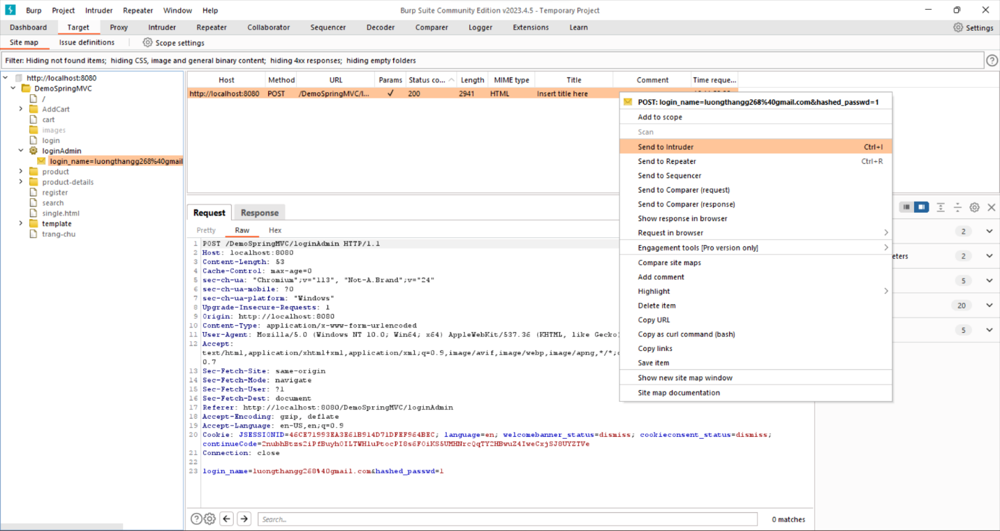 Burp Project Intruder Repeater Window Help Burp Suite Community Edition v2023.4.5 - Temporary Project
Dashboard Target Proxy Intruder Repeater Collaborator Sequencer Decoder Comparer Logger Extensions Learn Settings
Site map Issue definitions Scope settings
Filter: Hiding not found items; hiding CSS, image and general binary content; hiding 4xx responses; hiding empty folders
http://localhost:8080
DemoSpringMVC
/
AddCart
cart
images
login
loginAdmin
login_name=luongthangg268%40gmail
product
product-details
register
search
single.html
template
trang-chu
Host Method URL Params Status co... Length MIME type Title Comment Time reque...
http://localhost:8080 POST /DemoSpringMVC/l... ✓ 200 2941 HTML Insert title here
POST: login_name=luongthangg268%40gmail.com&hashed_passwd=1
Add to scope
Scan
Send to Intruder Ctrl+I
Send to Repeater Ctrl+R
Send to Sequencer
Send to Comparer (request)
Send to Comparer (response)
Show response in browser
Request in browser
Engagement tools [Pro version only]
Compare site maps
Add comment
Highlight
Delete item
Copy URL
Copy as curl command (bash)
Copy links
Save item
Show new site map window
Site map documentation
Request Response
Pretty Raw Hex
1 POST /DemoSpringMVC/loginAdmin HTTP/1.1
2 Host: localhost:8080
3 Content-Length: 53
4 Cache-Control: max-age=0
5 sec-ch-ua: "Chromium";v="113", "Not-A.Brand";v="24"
6 sec-ch-ua-mobile: ?0
7 sec-ch-ua-platform: "Windows"
8 Upgrade-Insecure-Requests: 1
9 Origin: http://localhost:8080
10 Content-Type: application/x-www-form-urlencoded
11 User-Agent: Mozilla/5.0 (Windows NT 10.0; Win64; x64) AppleWebKit/537.36 (KHTML, like Gecko)
12 Accept:
text/html,application/xhtml+xml,application/xml;q=0.9,image/avif,image/webp,image/apng,*/*;
0.7
13 Sec-Fetch-Site: same-origin
14 Sec-Fetch-Mode: navigate
15 Sec-Fetch-User: ?1
16 Sec-Fetch-Dest: document
17 Referer: http://localhost:8080/DemoSpringMVC/loginAdmin
18 Accept-Encoding: gzip, deflate
19 Accept-Language: en-US,en;q=0.9
20 Cookie: JSESSIONID=46CE71993EA3E61B914D71DFEF964BEC; language=en; welcomebanner_status=dismiss; cookieconsent_status=dismiss;
21 Connection: close
22
23 login_name=luongthangg268%40gmail.com&hashed_passwd=1
Search... 0 matches
2
eters 2
5
20
5